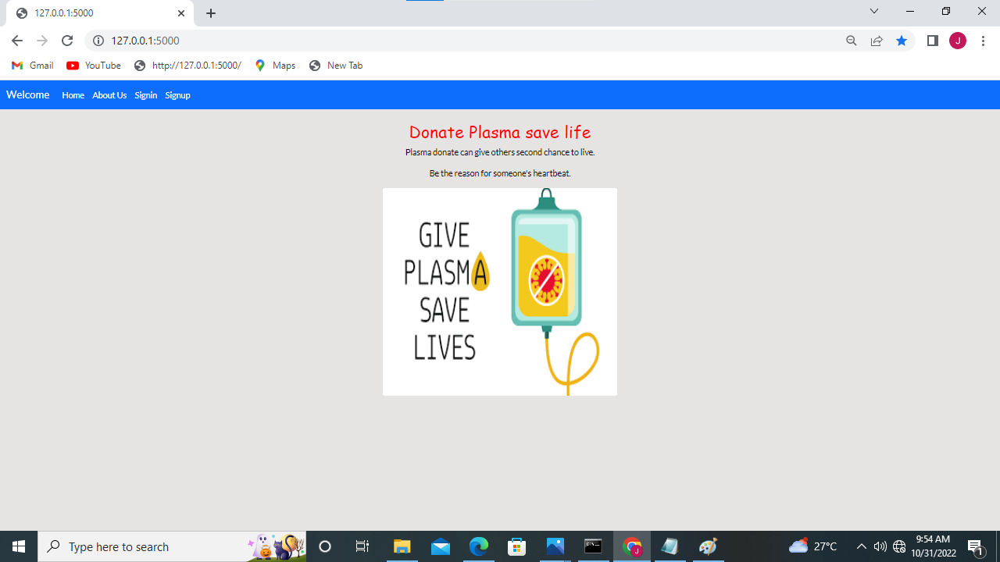 127.0.0.1:5000
127.0.0.1:5000
J
Gmail YouTube http://127.0.0.1:5000/ Maps New Tab
Welcome Home About Us Signin Signup
Donate Plasma save life
Plasma donate can give others second chance to live.
Be the reason for someone's heartbeat.
GIVE
PLASMA
SAVE
LIVES
Type here to search
J
27°C
9:54 AM
10/31/2022
1